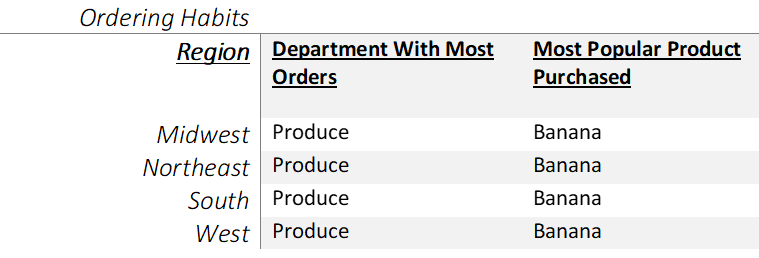 Ordering Habits
Region Department With Most Most Popular Product
Orders Purchased
Midwest Produce Banana
Northeast Produce Banana
South Produce Banana
West Produce Banana